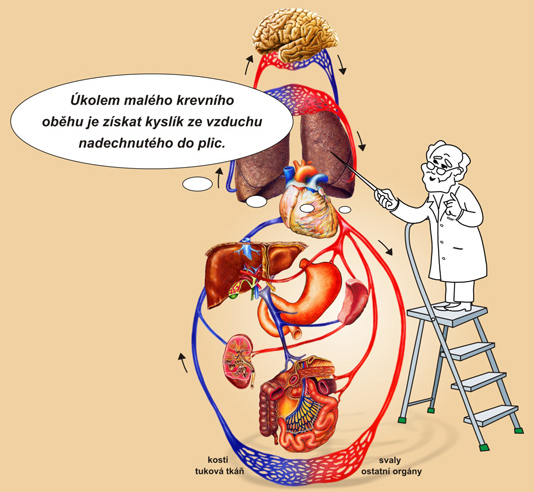 Úkolem malého krevního
oběhu je získat kyslík ze vzduchu
nadechnutého do plic.
kosti
tuková tkáň
svaly
ostatní orgány